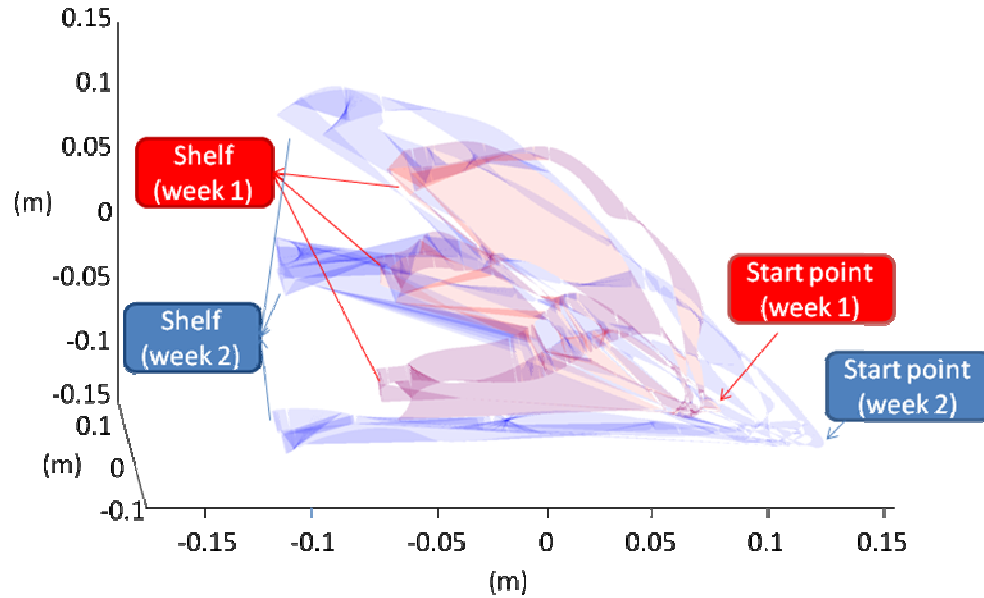 0.15
0.1
0.05
0
-0.05
-0.1
-0.15
(m)
0.1
0
-0.1
(m)
Shelf
(week 1)
Shelf
(week 2)
Start point
(week 1)
Start point
(week 2)
-0.15
-0.1
-0.05
0
0.05
0.1
0.15
(m)